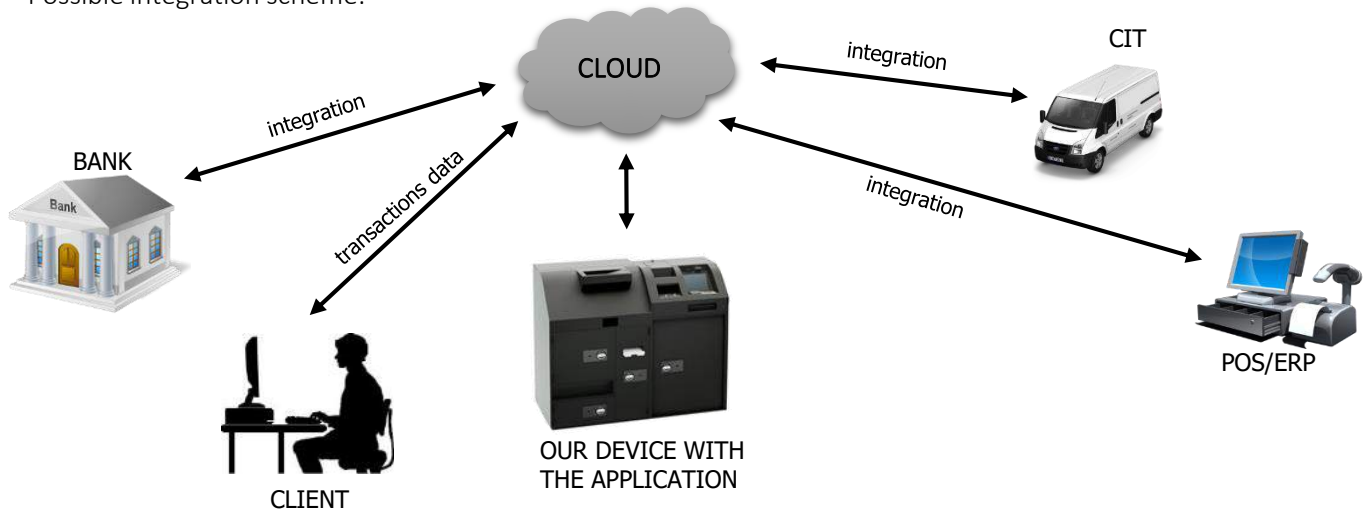 Possible integration scheme:
CLOUD
integration
CIT
integration
BANK
Bank
transactions data
integration
POS/ERP
OUR DEVICE WITH
THE APPLICATION
CLIENT